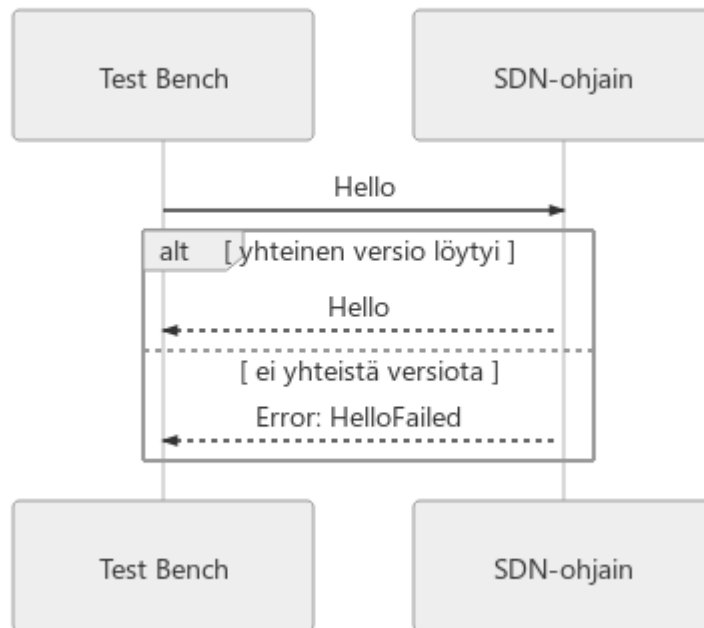 Test Bench
SDN-ohjain
Hello
alt [ yhteinen versio löytyi ]
Hello
[ ei yhteistä versiota ]
Error: HelloFailed
Test Bench
SDN-ohjain